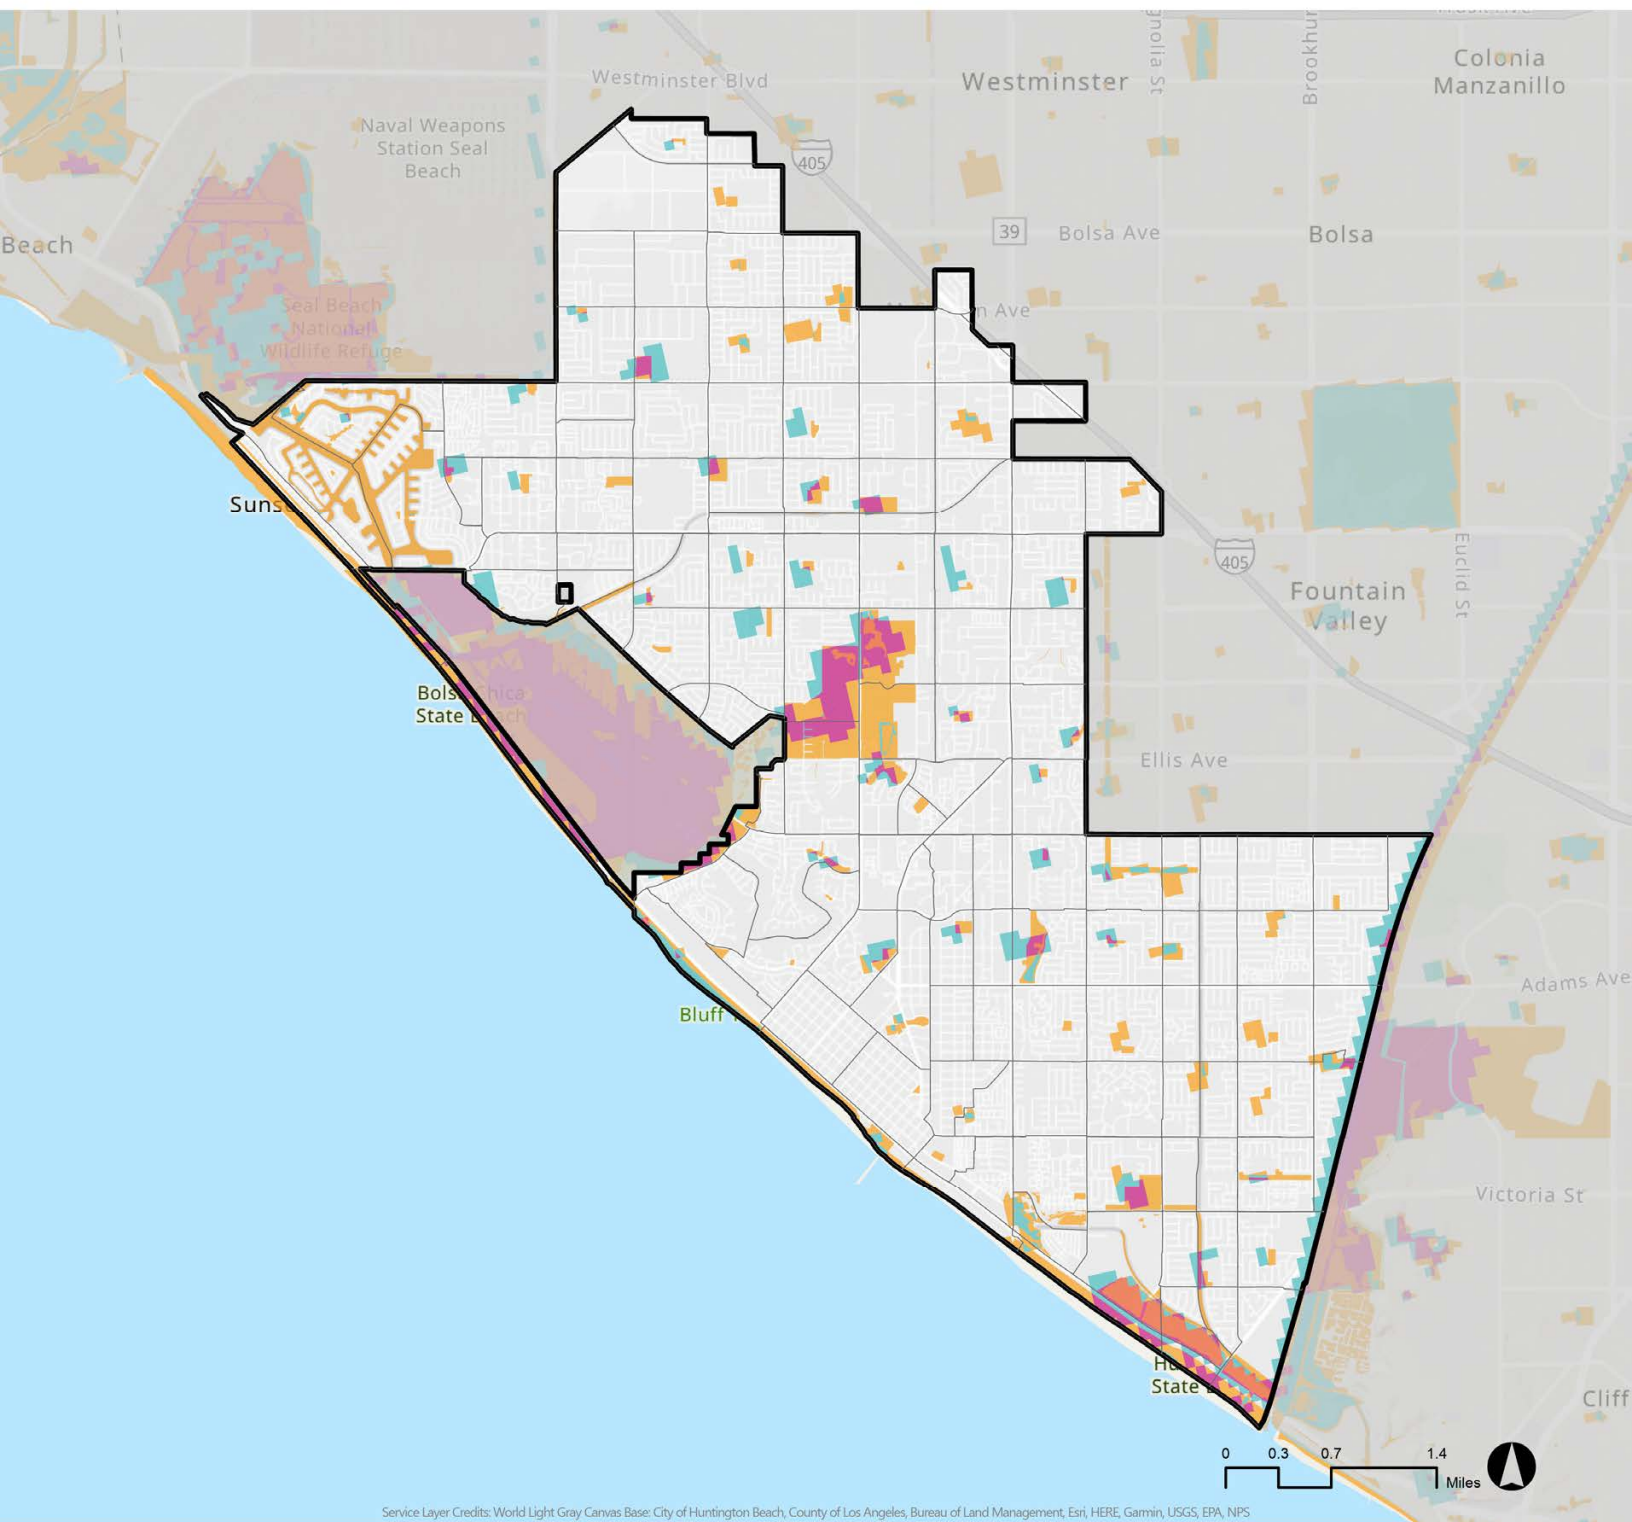 Westminster Blvd
Westminster
Colonia
Manzanillo
Brookhur
Naval Weapons
Station Seal
Beach
405
39
Bolsa Ave
Bolsa
Beach
Seal Beach
National
Wildlife Refuge
n Ave
Suns
405
Euclid St
Fountain
Valley
Bols Chica
State
Ellis Ave
Adams Ave
Bluff
Victoria St
State
Cliff
0 0.3 0.7 1.4
Miles
Service Layer Credits: World Light Gray Canvas Base: City of Huntington Beach, County of Los Angeles, Bureau of Land Management, Esri, HERE, Garmin, USGS, EPA, NPS